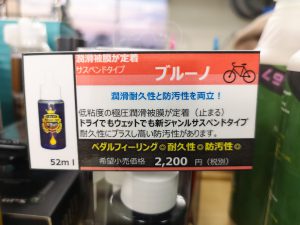 潤滑被膜が定着
サスペンドタイプ
ブルーノ
潤滑耐久性と防汚性を両立！
低粘度の極圧潤滑被膜が定着（止まる）
ドライでもウェットでも新ジャンルサスペンドタイプ
耐久性にプラスし高い防汚性があります。
ペダルフィーリング◎耐久性◎防汚性◎
52ml
希望小売価格 2,200 円（税別）